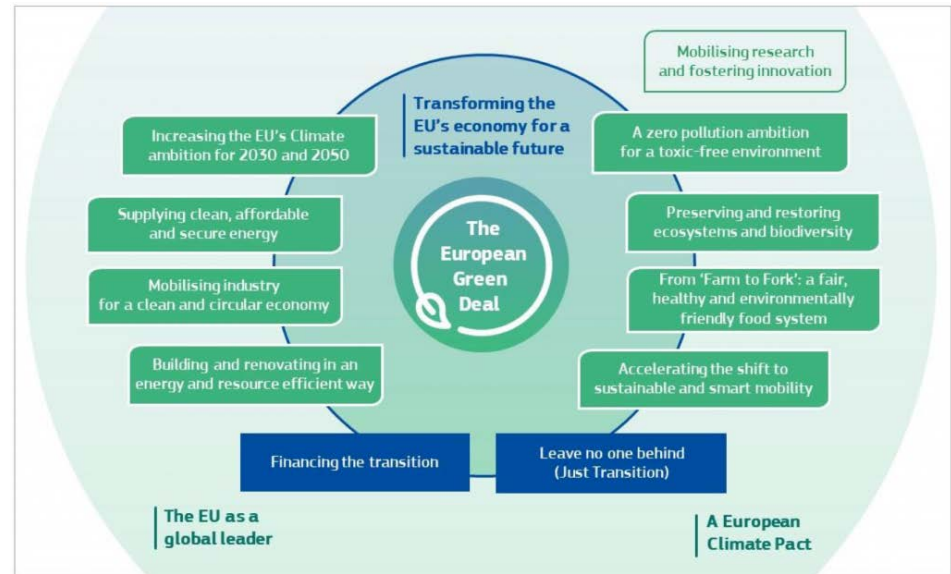 Mobilising research
and fostering innovation
Transforming the
EU's economy for a
sustainable future
Increasing the EU's Climate
ambition for 2030 and 2050
A zero pollution ambition
for a toxic-free environment
Supplying clean, affordable
and secure energy
Preserving and restoring
ecosystems and biodiversity
The
European
Green
Deal
Mobilising industry
for a clean and circular economy
From 'Farm to Fork': a fair,
healthy and environmentally
friendly food system
Building and renovating in an
energy and resource efficient way
Accelerating the shift to
sustainable and smart mobility
Financing the transition
Leave no one behind
(Just Transition)
The EU as a
global leader
A European
Climate Pact